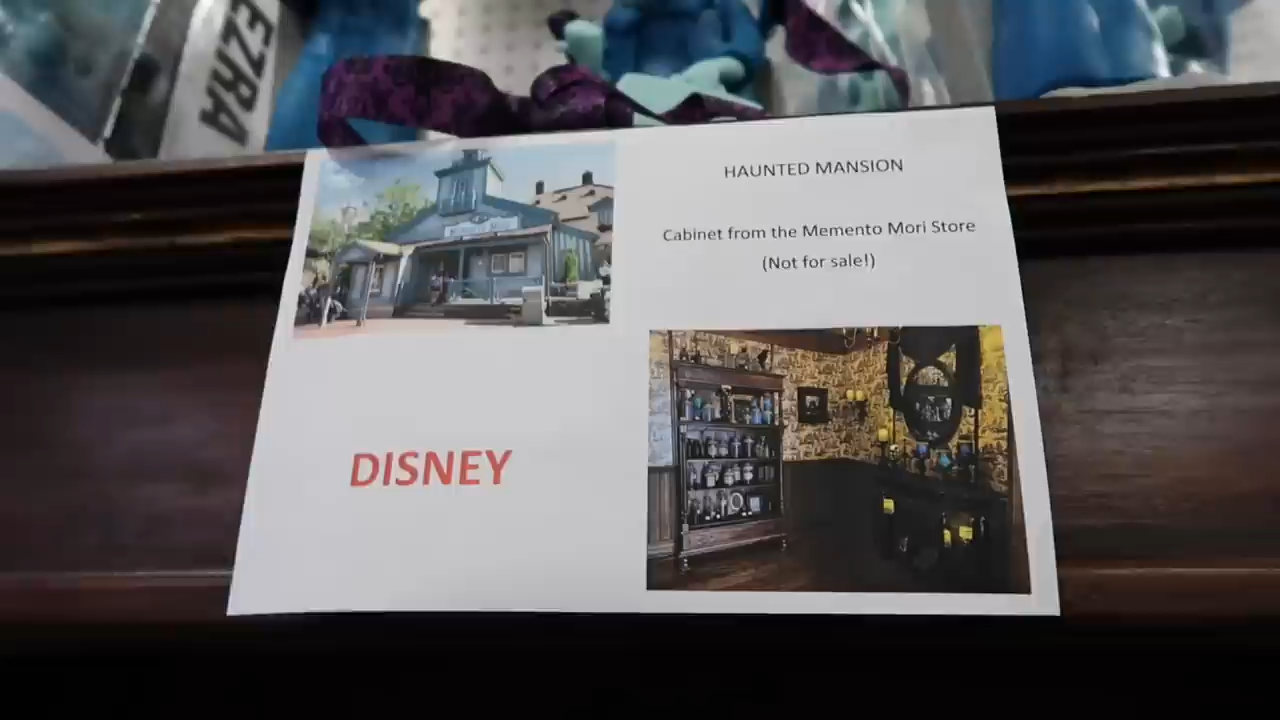 EZRA
HAUNTED MANSION
Cabinet from the Memento Mori Store
(Not for sale!)
DISNEY